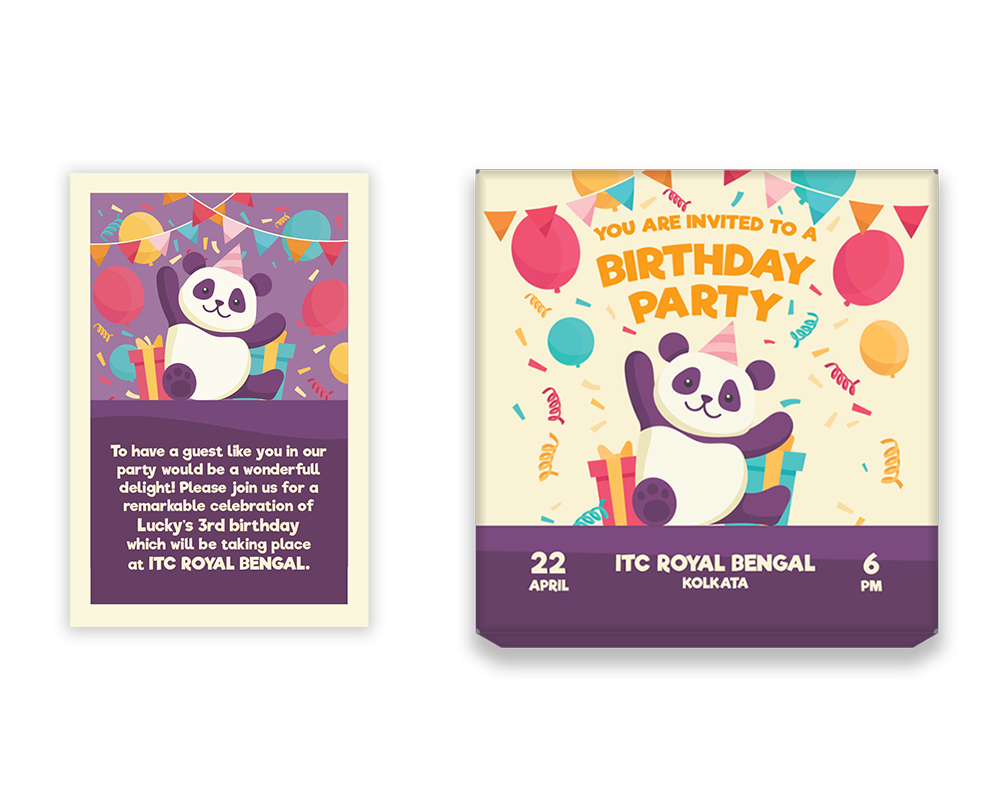 To have a guest like you in our
party would be a wonderfull
delight! Please join us for a
remarkable celebration of
Lucky's 3rd birthday
which will be taking place
at ITC ROYAL BENGAL.
YOU ARE INVITED TO A
BIRTHDAY
PARTY
22
APRIL
ITC ROYAL BENGAL
KOLKATA
6
PM